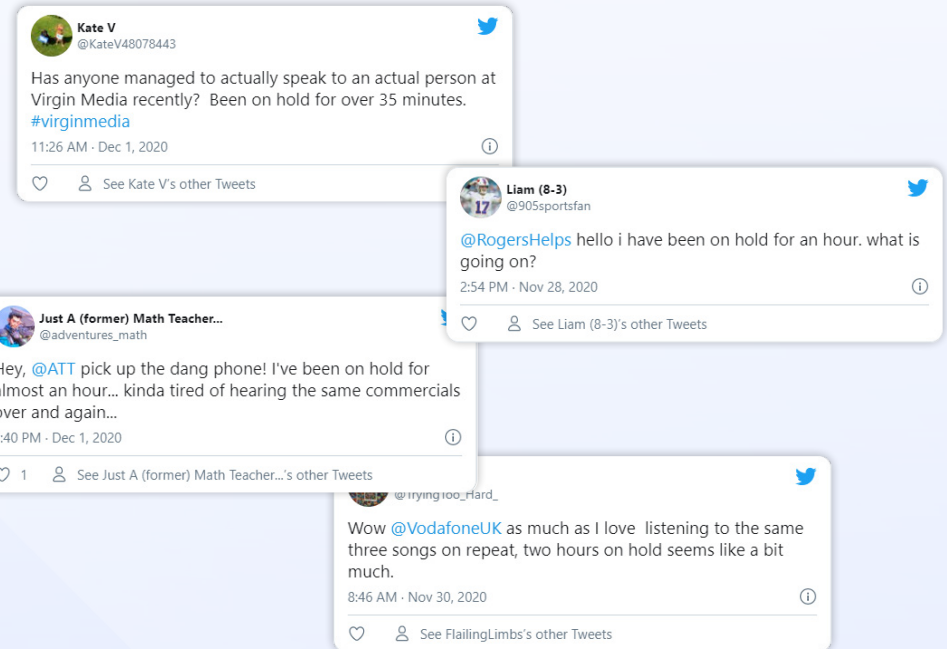 Kate V
@KateV48078443
Has anyone managed to actually speak to an actual person at
Virgin Media recently?  Been on hold for over 35 minutes.
#virginmedia
11:26 AM · Dec 1, 2020
See Kate V's other Tweets
Liam (8-3)
@905sportsfan
17
@RogersHelps hello i have been on hold for an hour. what is
going on?
2:54 PM · Nov 28, 2020
See Liam (8-3)'s other Tweets
Just A (former) Math Teacher...
@adventures_math
Hey, @ATT pick up the dang phone! I've been on hold for
almost an hour... kinda tired of hearing the same commercials
over and again...
:40 PM · Dec 1, 2020
1 See Just A (former) Math Teacher...'s other Tweets
@TryingToo_Hard_
Wow @VodafoneUK as much as I love  listening to the same
three songs on repeat, two hours on hold seems like a bit
much.
8:46 AM · Nov 30, 2020
See FlailingLimbs's other Tweets